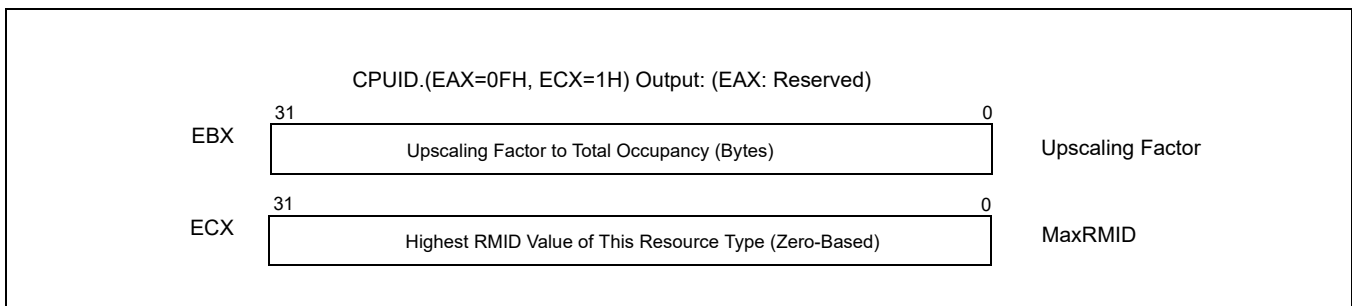 CPUID.(EAX=0FH, ECX=1H) Output: (EAX: Reserved)
31 0
EBX Upscaling Factor to Total Occupancy (Bytes) Upscaling Factor
31 0
ECX Highest RMID Value of This Resource Type (Zero-Based) MaxRMID